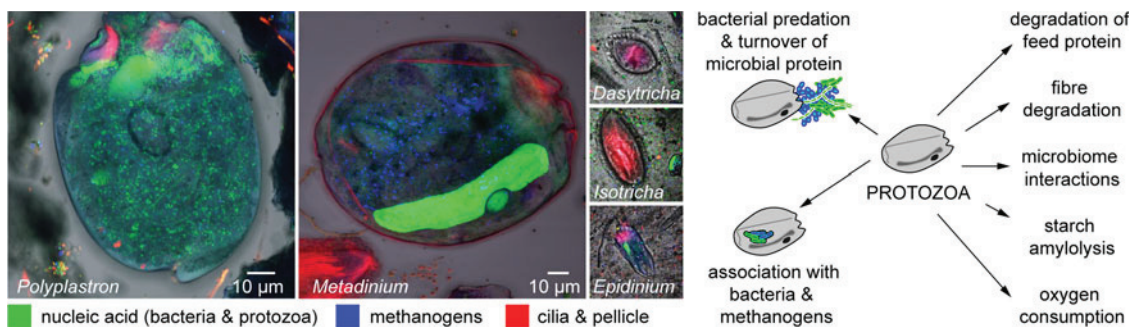 Polyplastron
10 µm
Metadinium
10 µm
Dasytricha
Isotricha
Epidinium
nucleic acid (bacteria & protozoa)
methanogens
cilia & pellicle
bacterial predation
& turnover of
microbial protein
association with
bacteria &
methanogens
PROTOZOA
degradation of
feed protein
fibre
degradation
microbiome
interactions
starch
amylolysis
oxygen
consumption